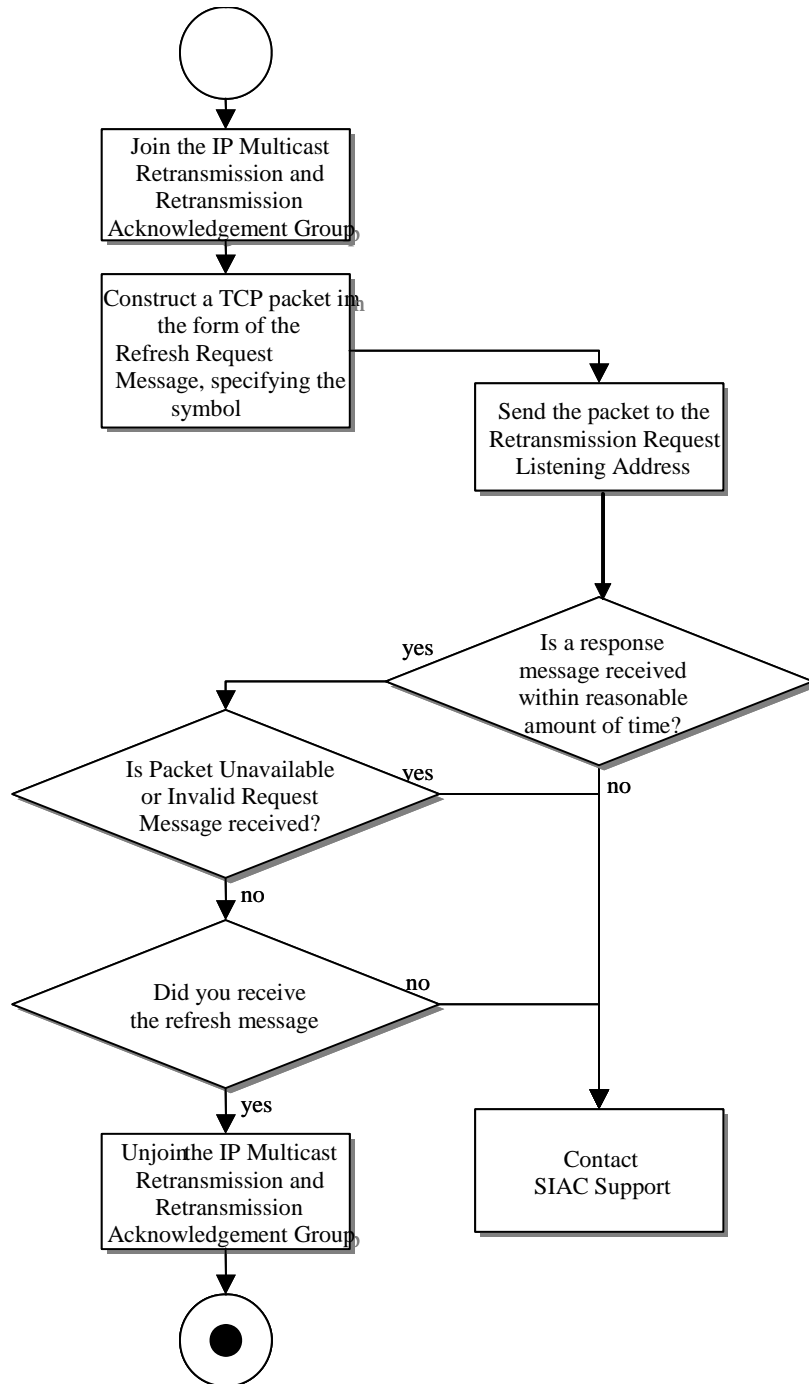 Join the IP Multicast
Retransmission and
Retransmission
Acknowledgement Group
Construct a TCP packet in
the form of the
Refresh Request
Message, specifying the
symbol
Send the packet to the
Retransmission Request
Listening Address
yes
Is a response
message received
within reasonable
amount of time?
Is Packet Unavailable
or Invalid Request
Message received?
yes
no
no
Did you receive
the refresh message
no
yes
Unjoin the IP Multicast
Retransmission and
Retransmission
Acknowledgement Group
Contact
SIAC Support